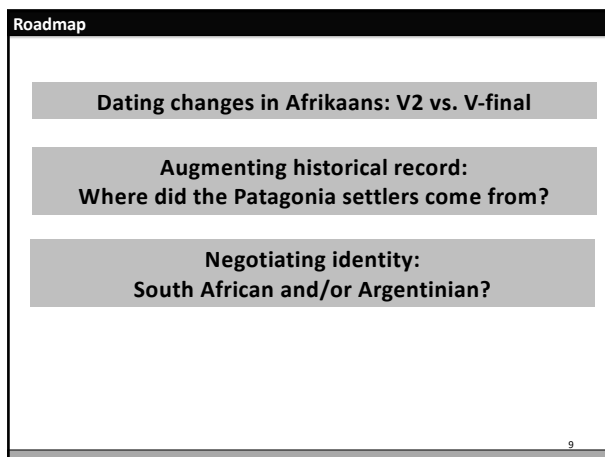 Roadmap
Dating changes in Afrikaans: V2 vs. V-final
Augmenting historical record:
Where did the Patagonia settlers come from?
Negotiating identity:
South African and/or Argentinian?
9